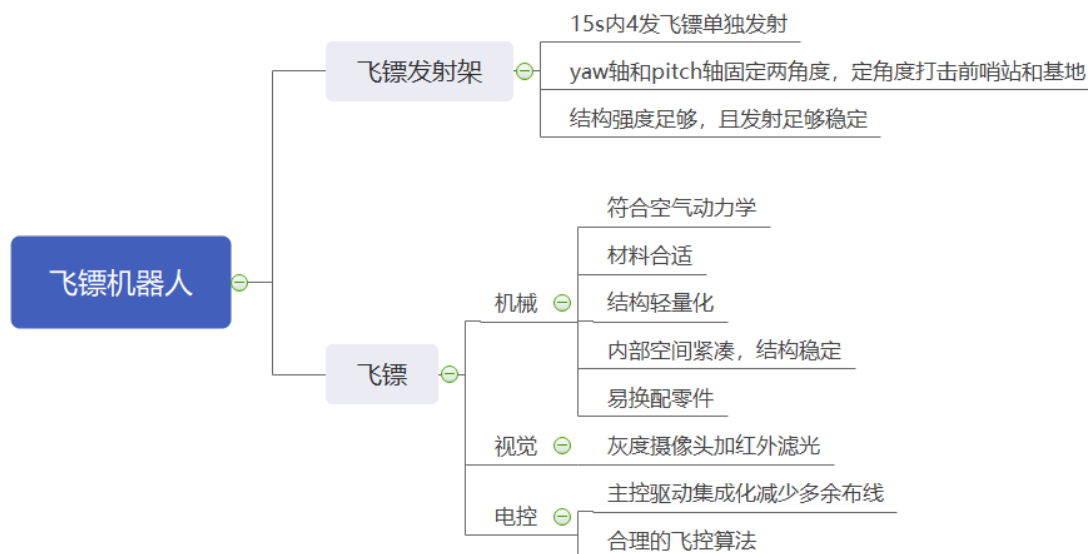 飞镖机器人
飞镖发射架
15s内4发飞镖单独发射
yaw轴和pitch轴固定两角度，定角度打击前哨站和基地
结构强度足够，且发射足够稳定
飞镖
机械
符合空气动力学
材料合适
结构轻量化
内部空间紧凑，结构稳定
易换配零件
视觉
灰度摄像头加红外滤光
电控
主控驱动集成化减少多余布线
合理的飞控算法